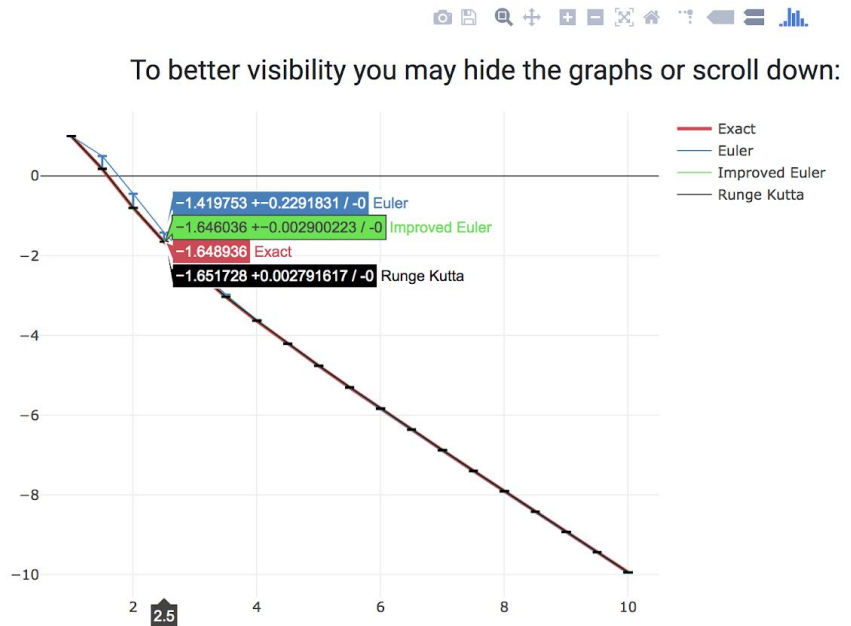 To better visibility you may hide the graphs or scroll down:
Exact
Euler
Improved Euler
Runge Kutta
0
−2
−4
−6
−8
−10
−1.419753 +−0.2291831 / -0 Euler
−1.646036 +−0.002900223 / -0 Improved Euler
−1.648936 Exact
−1.651728 +0.002791617 / -0 Runge Kutta
2 4 6 8 10
2.5